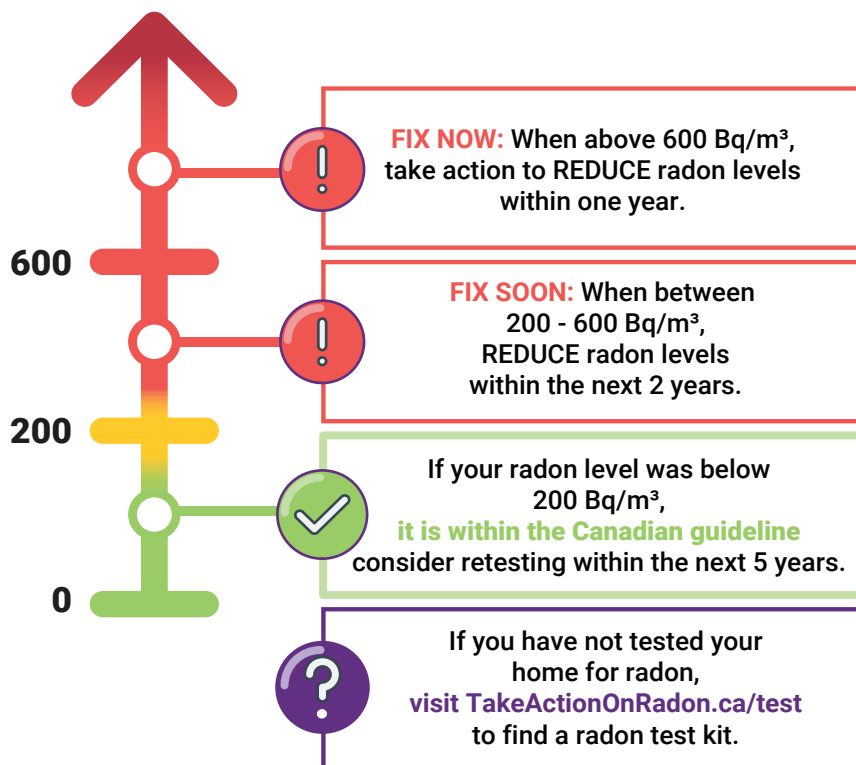 FIX NOW: When above 600 Bq/m³,
take action to REDUCE radon levels
within one year.
600
FIX SOON: When between
200 - 600 Bq/m³,
REDUCE radon levels
within the next 2 years.
200
If your radon level was below
200 Bq/m³,
it is within the Canadian guideline
consider retesting within the next 5 years.
0
If you have not tested your
home for radon,
visit TakeActionOnRadon.ca/test
to find a radon test kit.